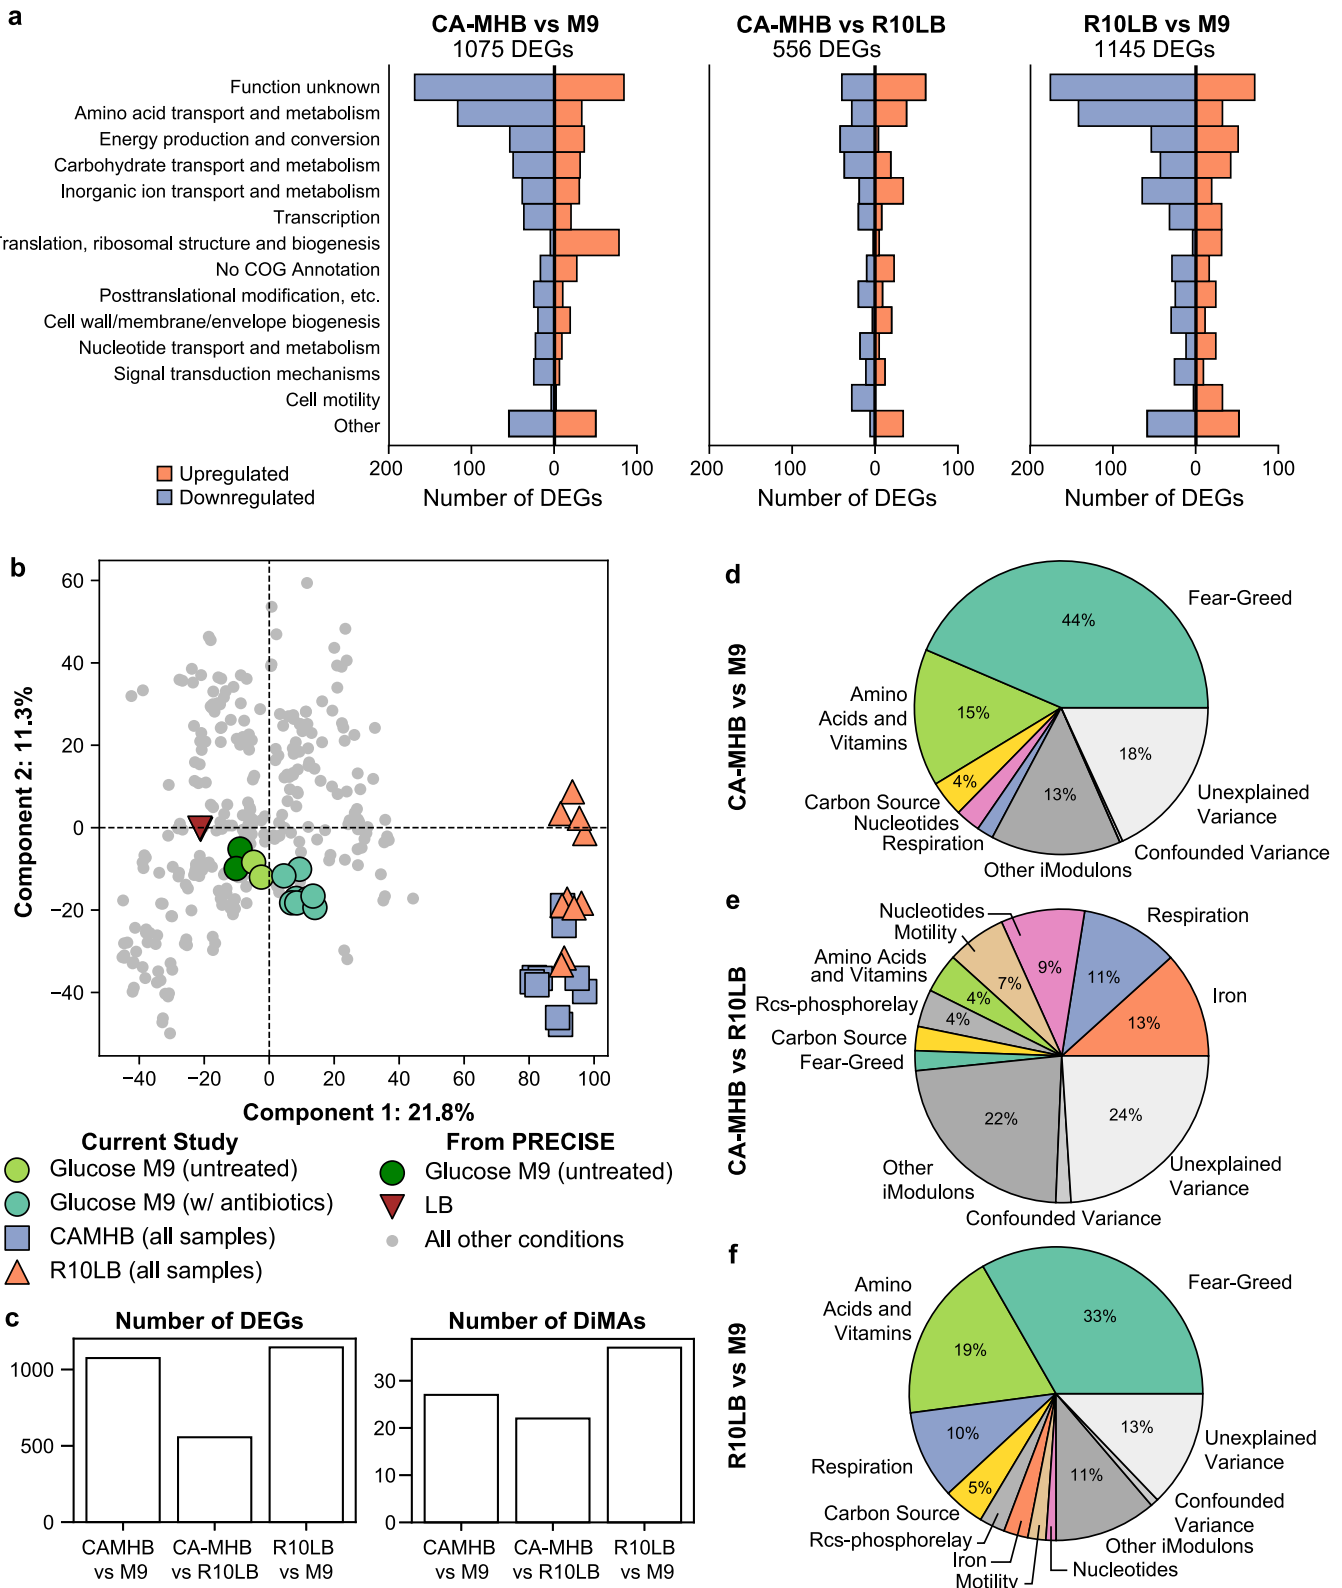 a
CA-MHB vs M9
1075 DEGs
CA-MHB vs R10LB
556 DEGs
R10LB vs M9
1145 DEGs
Function unknown
Amino acid transport and metabolism
Energy production and conversion
Carbohydrate transport and metabolism
Inorganic ion transport and metabolism
Transcription
Translation, ribosomal structure and biogenesis
No COG Annotation
Posttranslational modification, etc.
Cell wall/membrane/envelope biogenesis
Nucleotide transport and metabolism
Signal transduction mechanisms
Cell motility
Other
200 100 0 100
200 100 0 100
200 100 0 100
Number of DEGs
Number of DEGs
Number of DEGs
Upregulated
Downregulated
b
Component 2: 11.3%
60
40
20
0
−20
−40
−40 −20 0 20 40 60 80 100
Component 1: 21.8%
Current Study
Glucose M9 (untreated)
Glucose M9 (w/ antibiotics)
CAMHB (all samples)
R10LB (all samples)
From PRECISE
Glucose M9 (untreated)
LB
All other conditions
c
Number of DEGs
1000
500
0
CAMHB
vs M9
CA-MHB
vs R10LB
R10LB
vs M9
Number of DiMAs
30
20
10
0
CAMHB
vs M9
CA-MHB
vs R10LB
R10LB
vs M9
d
CA-MHB vs M9
Fear-Greed
44%
Amino
Acids and
Vitamins
15%
4%
Carbon Source
Nucleotides
Respiration
13%
Other iModulons
18%
Unexplained
Variance
Confounded Variance
e
CA-MHB vs R10LB
Nucleotides
Motility
Amino Acids
and Vitamins
Rcs-phosphorelay
Carbon Source
Fear-Greed
Respiration
Iron
9%
7%
4%
4%
11%
13%
22%
24%
Other
iModulons
Unexplained
Variance
Confounded Variance
f
R10LB vs M9
Amino
Acids and
Vitamins
Fear-Greed
33%
19%
10%
Respiration
5%
Carbon Source
Rcs-phosphorelay
Iron
Motility
11%
13%
Unexplained
Variance
Confounded
Variance
Other iModulons
Nucleotides